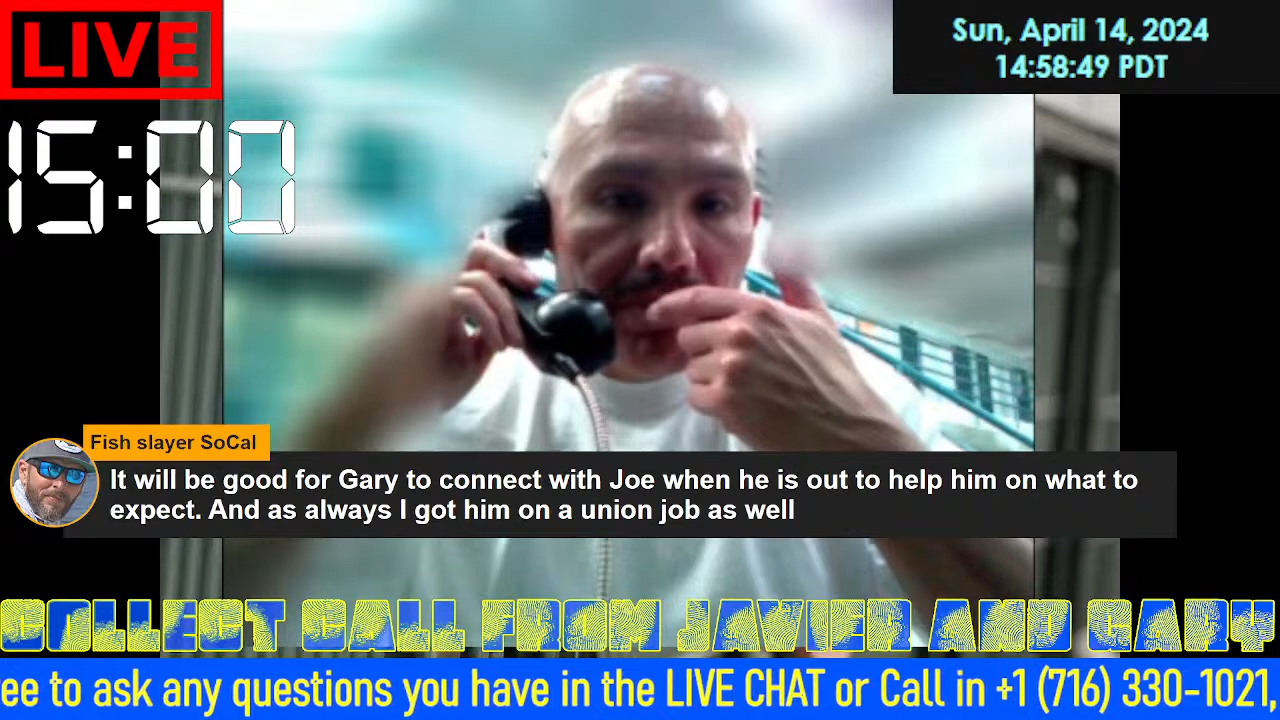 LIVE
Sun, April 14, 2024
14:58:49 PDT
15:00
Fish slayer SoCal
It will be good for Gary to connect with Joe when he is out to help him on what to
expect. And as always I got him on a union job as well
COLLECT CALL FROM JAVIER AND GARY
ee to ask any questions you have in the LIVE CHAT or Call in +1 (716) 330-1021,